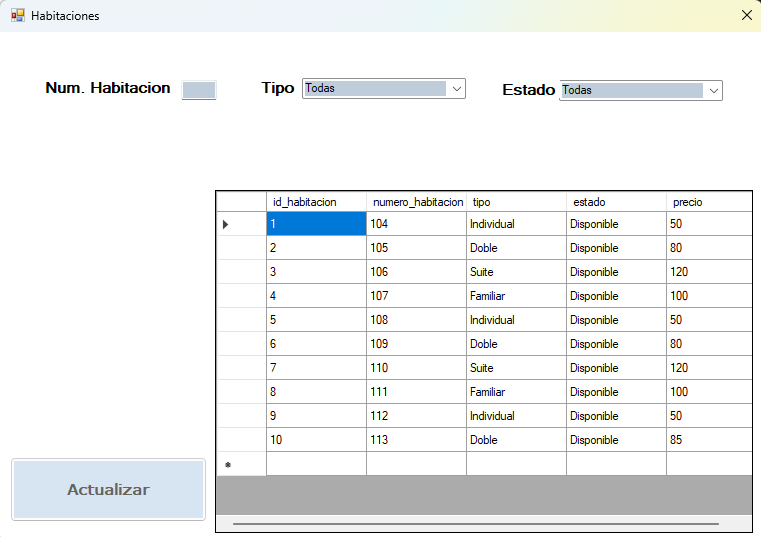 Habitaciones
Num. Habitacion Tipo Todas Estado Todas
id_habitacion numero_habitacion tipo estado precio
1 104 Individual Disponible 50
2 105 Doble Disponible 80
3 106 Suite Disponible 120
4 107 Familiar Disponible 100
5 108 Individual Disponible 50
6 109 Doble Disponible 80
7 110 Suite Disponible 120
8 111 Familiar Disponible 100
9 112 Individual Disponible 50
10 113 Doble Disponible 85
Actualizar